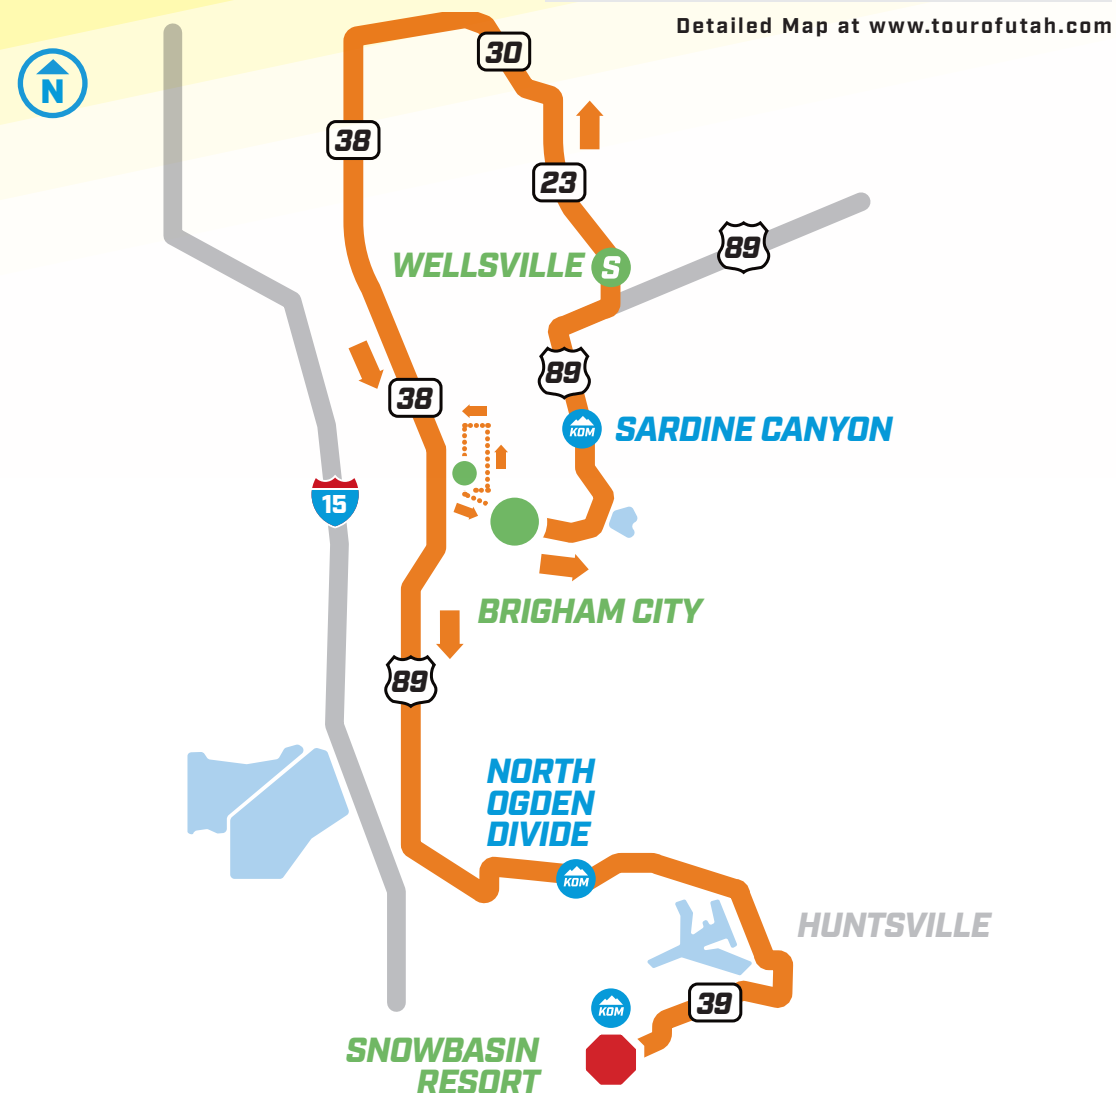 Detailed Map at www.tourofutah.com
N
30
38
23
89
WELLSVILLE
S
89
38
KOM
SARDINE CANYON
15
BRIGHAM CITY
89
NORTH
OGDEN
DIVIDE
KOM
HUNTSVILLE
KOM
39
SNOWBASIN
RESORT